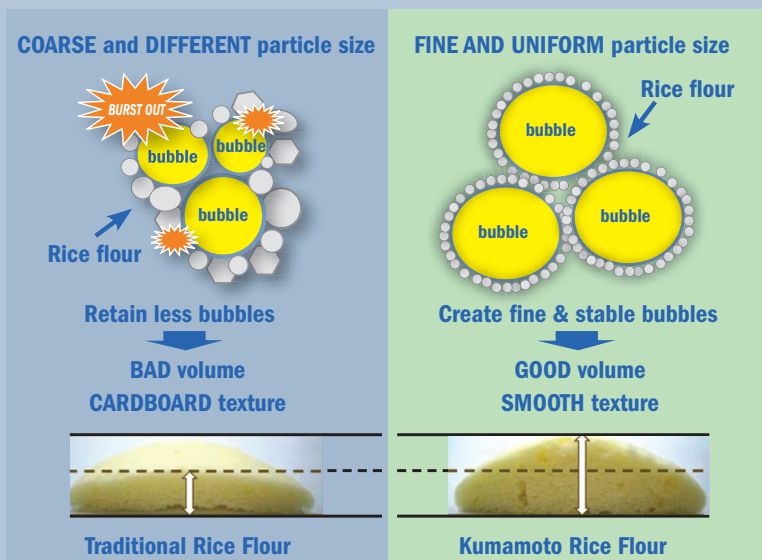 COARSE and DIFFERENT particle size
BURST OUT
bubble
bubble
bubble
Rice flour
Retain less bubbles
BAD volume
CARDBOARD texture
Traditional Rice Flour
FINE AND UNIFORM particle size
Rice flour
bubble
bubble
bubble
Create fine & stable bubbles
GOOD volume
SMOOTH texture
Kumamoto Rice Flour